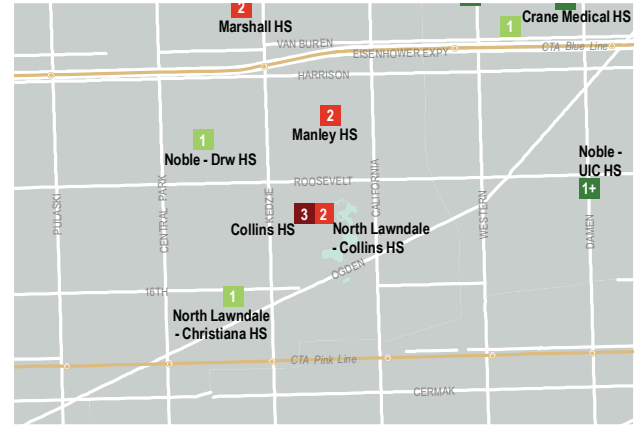 2
Marshall HS
1
Crane Medical HS
VAN BUREN
EISENHOWER EXPY
CTA Blue Line
HARRISON
2
Manley HS
1
Noble - Drw HS
Noble -
UIC HS
1+
ROOSEVELT
PULASKI
CENTRAL PARK
KEDZIE
CALIFORNIA
WESTERN
DAMEN
3
2
Collins HS
North Lawndale
- Collins HS
OGDEN
16TH
1
North Lawndale
- Christiana HS
CTA Pink Line
CERMAK